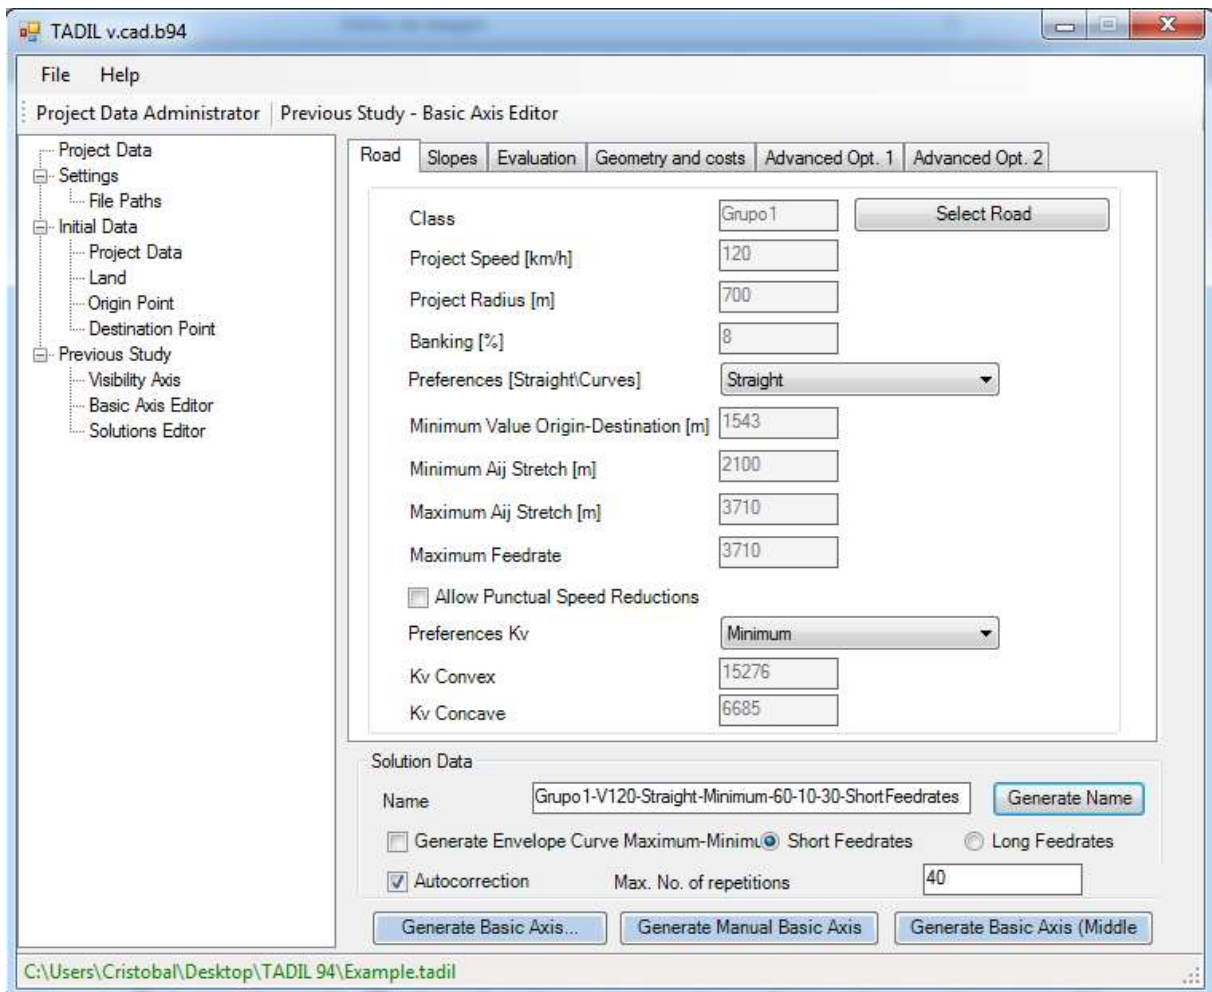 TADIL v.cad.b94
File Help
Project Data Administrator Previous Study - Basic Axis Editor
Project Data
Settings
File Paths
Initial Data
Project Data
Land
Origin Point
Destination Point
Previous Study
Visibility Axis
Basic Axis Editor
Solutions Editor
Road Slopes Evaluation Geometry and costs Advanced Opt. 1 Advanced Opt. 2
Class Grupo1 Select Road
Project Speed [km/h] 120
Project Radius [m] 700
Banking [%] 8
Preferences [Straight\Curves] Straight
Minimum Value Origin-Destination [m] 1543
Minimum Aij Stretch [m] 2100
Maximum Aij Stretch [m] 3710
Maximum Feedrate 3710
Allow Punctual Speed Reductions
Preferences Kv Minimum
Kv Convex 15276
Kv Concave 6685
Solution Data
Name Grupo1-V120-Straight-Minimum-60-10-30-ShortFeedrates Generate Name
Generate Envelope Curve Maximum-Minimu Short Feedrates Long Feedrates
Autocorrection Max. No. of repetitions 40
Generate Basic Axis... Generate Manual Basic Axis Generate Basic Axis (Middle
C:\Users\Cristobal\Desktop\TADIL 94\Example.tadil